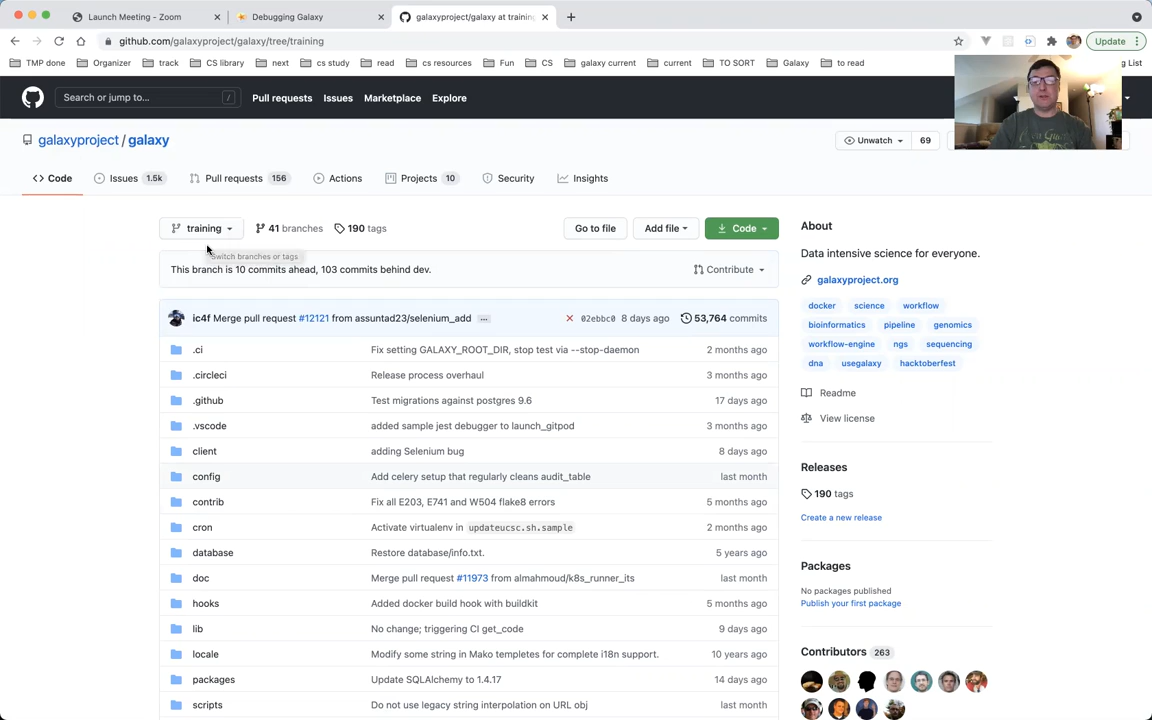 Launch Meeting - Zoom
Debugging Galaxy
galaxyproject/galaxy at training
github.com/galaxyproject/galaxy/tree/training
Update
TMP done
Organizer
track
CS library
next
cs study
read
cs resources
Fun
CS
galaxy current
current
TO SORT
Galaxy
to read
g List
Search or jump to...
/
Pull requests
Issues
Marketplace
Explore
galaxyproject / galaxy
Unwatch
69
Code
Issues 1.5k
Pull requests 156
Actions
Projects 10
Security
Insights
training
41 branches
190 tags
Go to file
Add file
Code
Switch branches or tags
This branch is 10 commits ahead, 103 commits behind dev.
Contribute
ic4f Merge pull request #12121 from assuntad23/selenium_add ...
02ebbc0 8 days ago
53,764 commits
.ci Fix setting GALAXY_ROOT_DIR, stop test via --stop-daemon 2 months ago
.circleci Release process overhaul 3 months ago
.github Test migrations against postgres 9.6 17 days ago
.vscode added sample jest debugger to launch_gitpod 3 months ago
client adding Selenium bug 8 days ago
config Add celery setup that regularly cleans audit_table last month
contrib Fix all E203, E741 and W504 flake8 errors 5 months ago
cron Activate virtualenv in updateucsc.sh.sample 2 months ago
database Restore database/info.txt. 5 years ago
doc Merge pull request #11973 from almahmoud/k8s_runner_its last month
hooks Added docker build hook with buildkit 5 months ago
lib No change; triggering CI get_code 9 days ago
locale Modify some string in Mako templetes for complete i18n support. 10 years ago
packages Update SQLAlchemy to 1.4.17 14 days ago
scripts Do not use legacy string interpolation on URL obj last month
About
Data intensive science for everyone.
galaxyproject.org
docker science workflow
bioinformatics pipeline genomics
workflow-engine ngs sequencing
dna usegalaxy hacktoberfest
Readme
View license
Releases
190 tags
Create a new release
Packages
No packages published
Publish your first package
Contributors 263